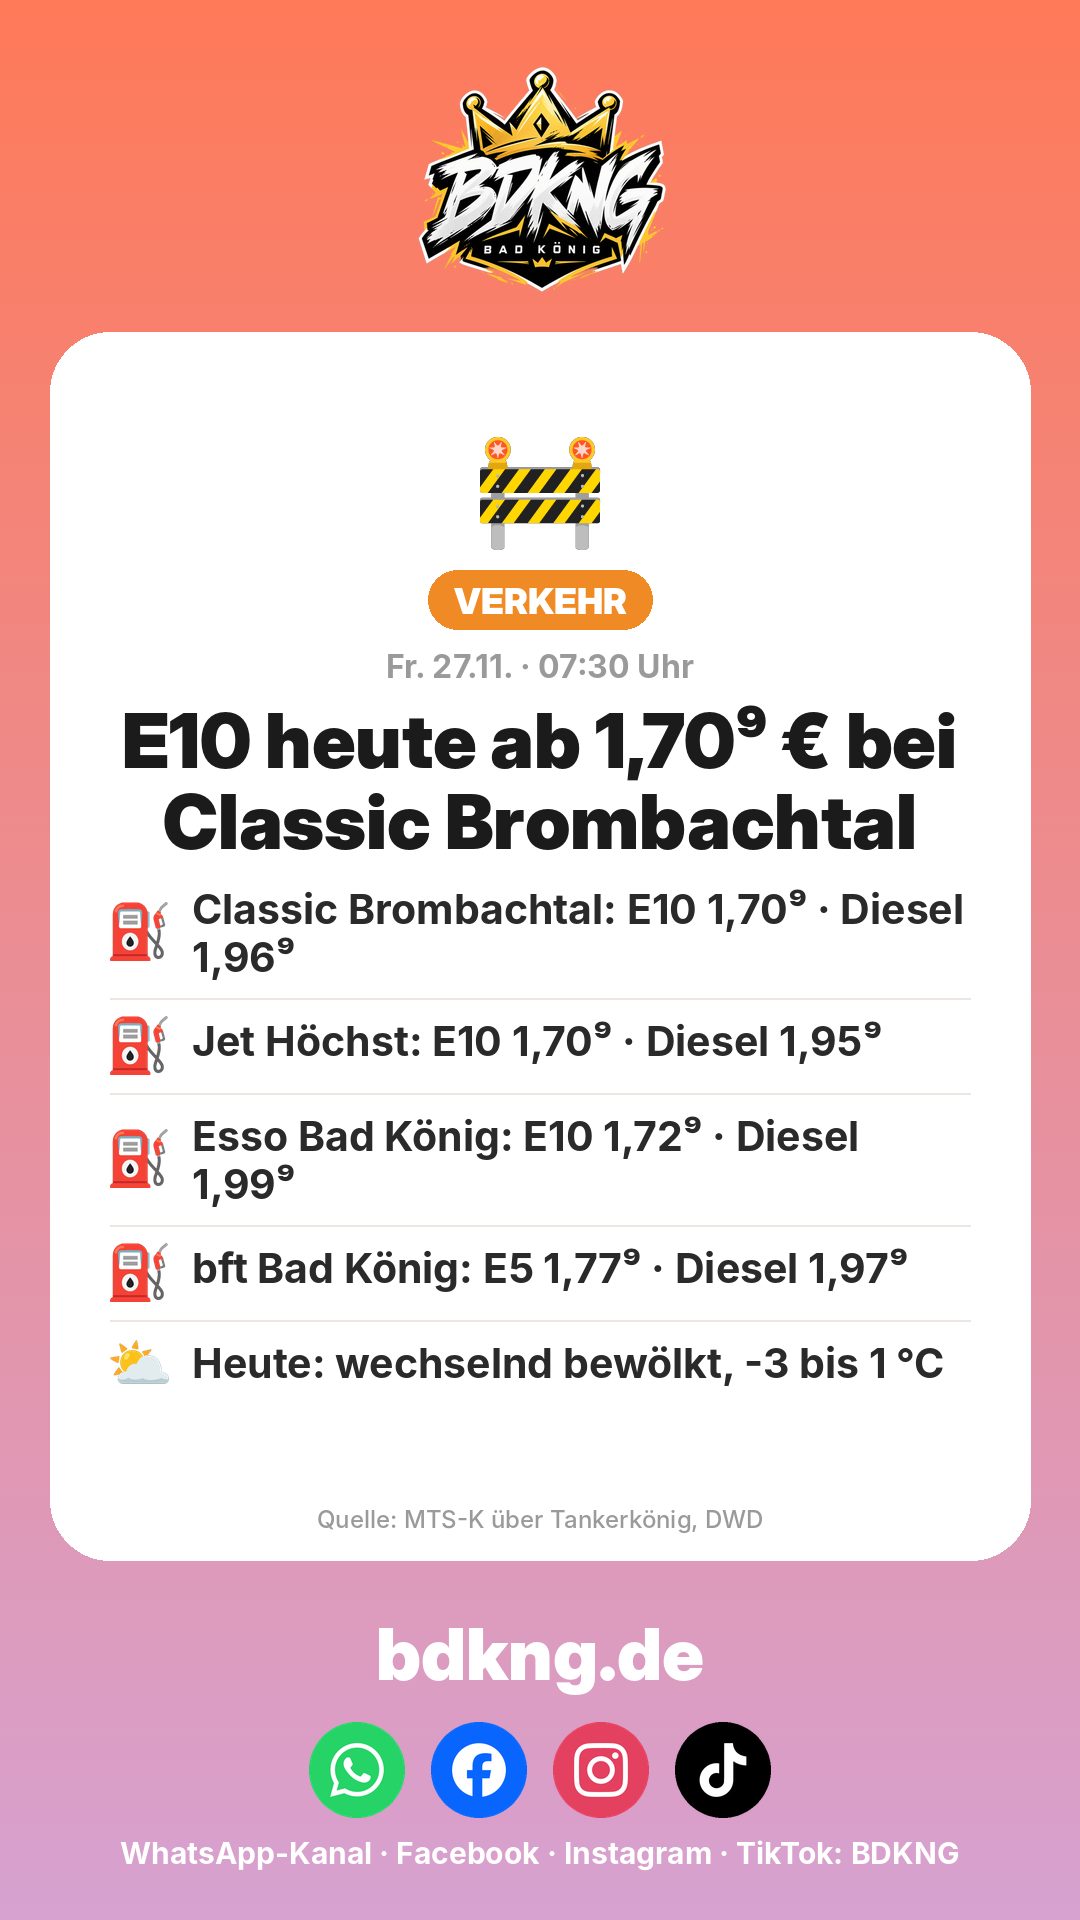 BDKNG
BAD KÖNIG
VERKEHR
Fr. 27.11. · 07:30 Uhr
E10 heute ab 1,70⁹ € bei
Classic Brombachtal
Classic Brombachtal: E10 1,70⁹ · Diesel
1,96⁹
Jet Höchst: E10 1,70⁹ · Diesel 1,95⁹
Esso Bad König: E10 1,72⁹ · Diesel
1,99⁹
bft Bad König: E5 1,77⁹ · Diesel 1,97⁹
Heute: wechselnd bewölkt, -3 bis 1 °C
Quelle: MTS-K über Tankerkönig, DWD
bdkng.de
WhatsApp-Kanal · Facebook · Instagram · TikTok: BDKNG